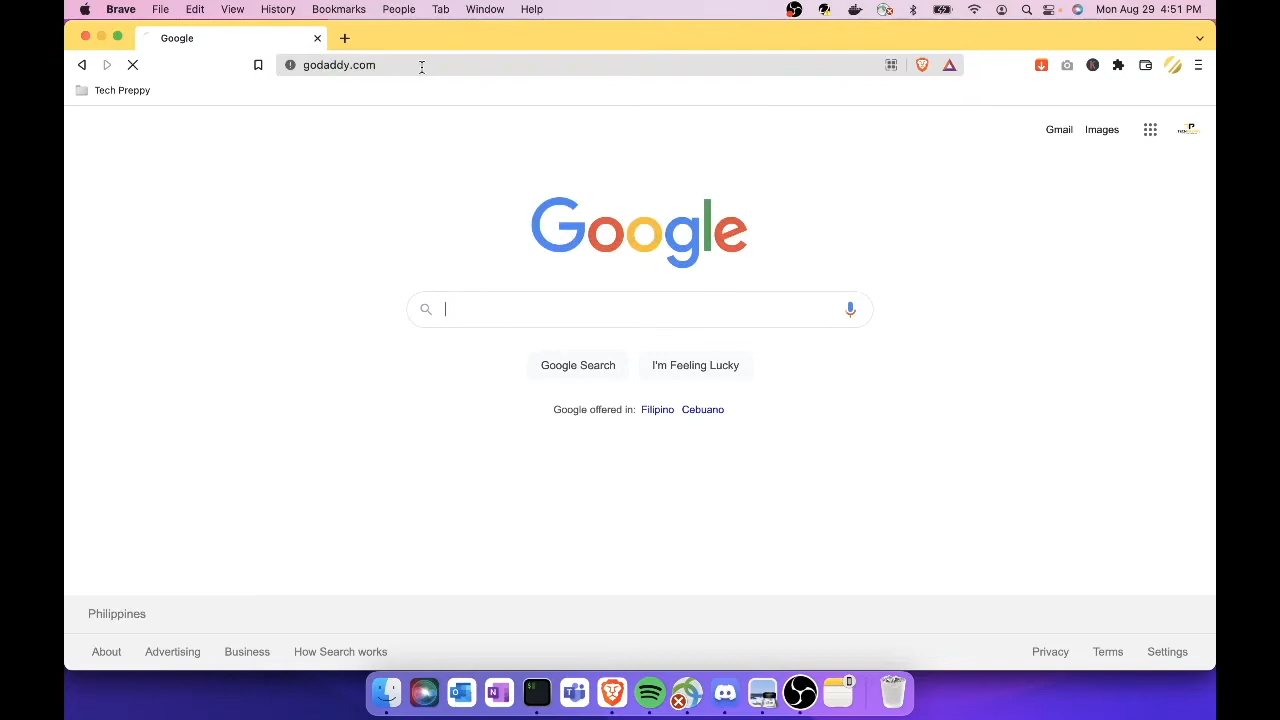 Brave File Edit View History Bookmarks People Tab Window Help Mon Aug 29 4:51 PM
Google
godaddy.com
Tech Preppy
Gmail Images
Google
Google Search I'm Feeling Lucky
Google offered in: Filipino Cebuano
Philippines
About Advertising Business How Search works Privacy Terms Settings